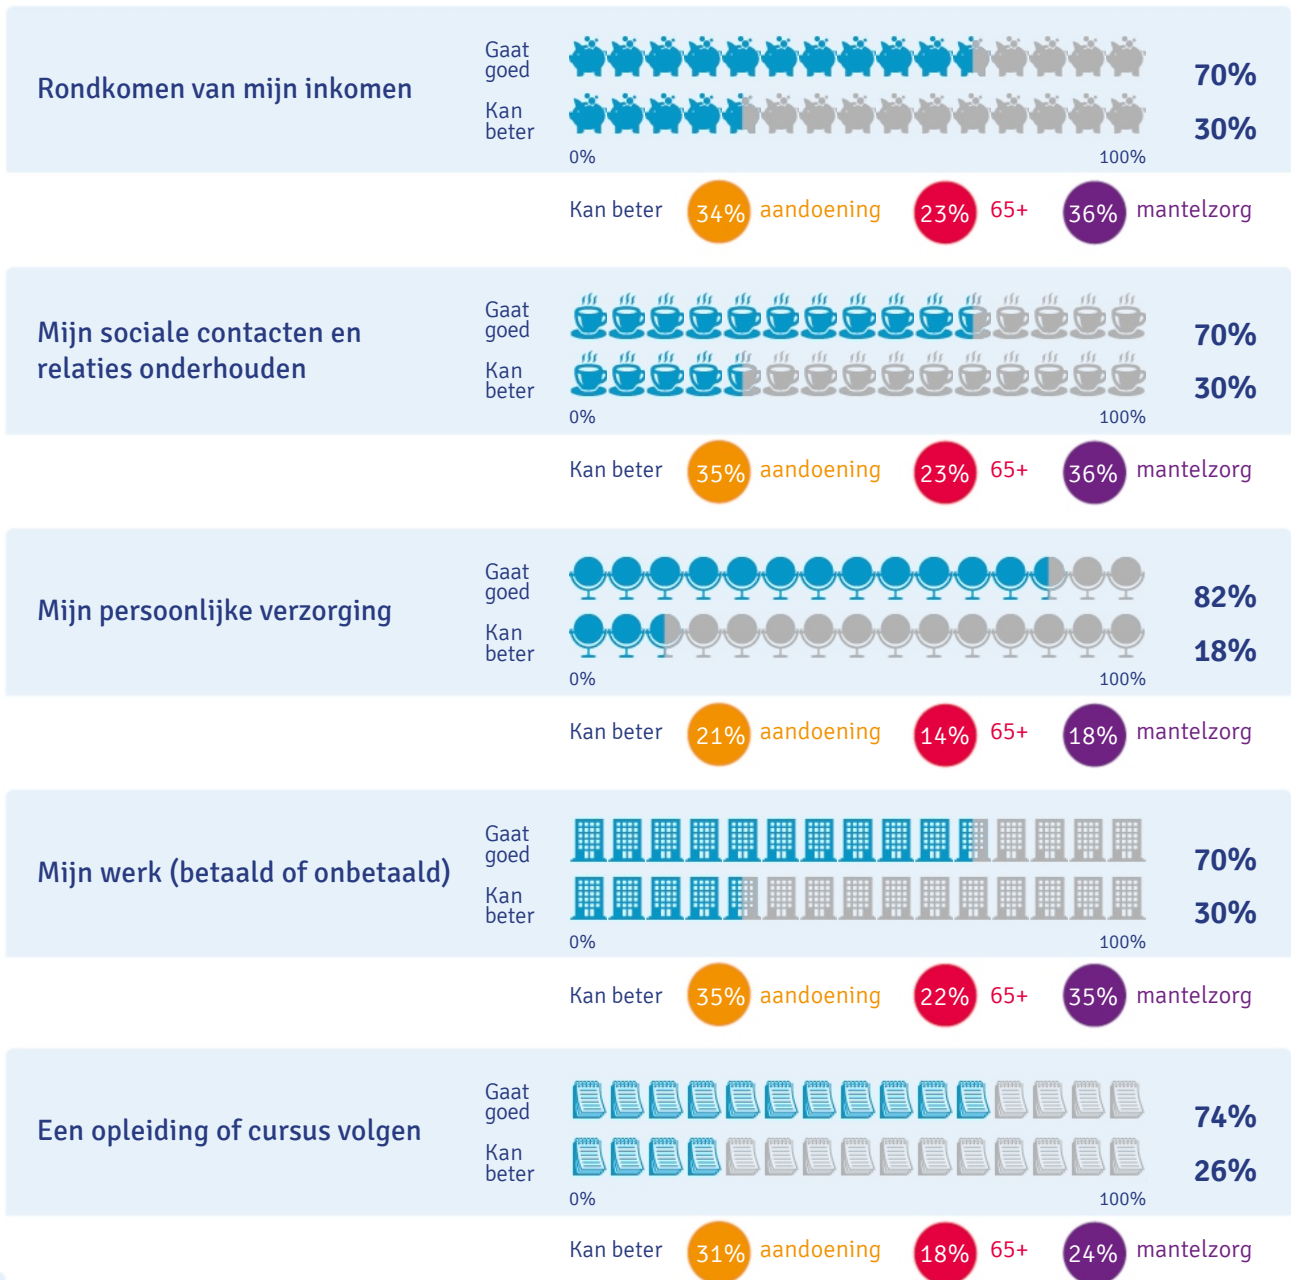 Rondkomen van mijn inkomen
Gaat
goed
70%
Kan
beter
30%
0% 100%
Kan beter 34% aandoening 23% 65+ 36% mantelzorg
Mijn sociale contacten en
relaties onderhouden
Gaat
goed
70%
Kan
beter
30%
0% 100%
Kan beter 35% aandoening 23% 65+ 36% mantelzorg
Mijn persoonlijke verzorging
Gaat
goed
82%
Kan
beter
18%
0% 100%
Kan beter 21% aandoening 14% 65+ 18% mantelzorg
Mijn werk (betaald of onbetaald)
Gaat
goed
70%
Kan
beter
30%
0% 100%
Kan beter 35% aandoening 22% 65+ 35% mantelzorg
Een opleiding of cursus volgen
Gaat
goed
74%
Kan
beter
26%
0% 100%
Kan beter 31% aandoening 18% 65+ 24% mantelzorg